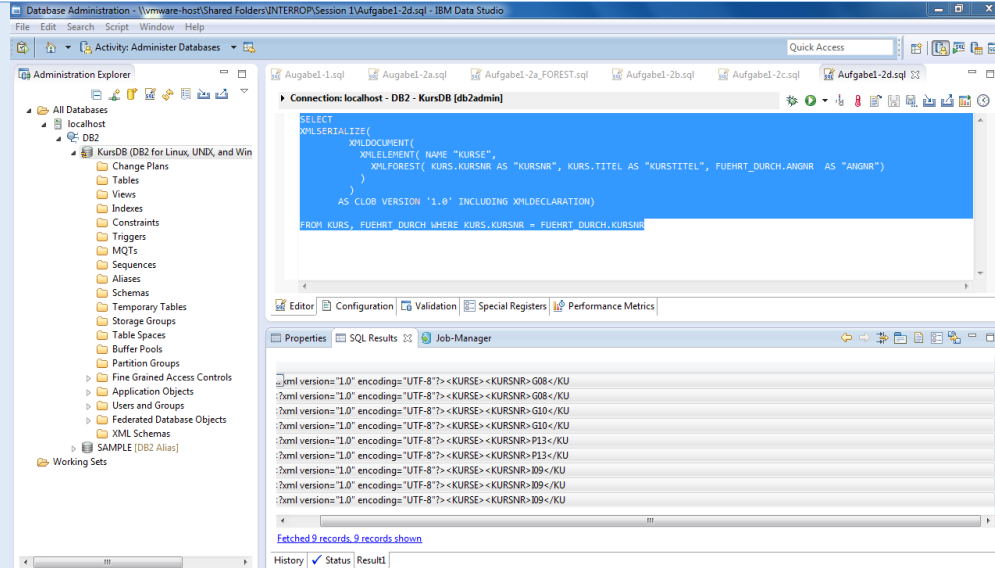 Database Administration - \\vmware-host\Shared Folders\INTERROP\Session 1\Aufgabe1-2d.sql - IBM Data Studio
File Edit Search Script Window Help
Activity: Administer Databases
Quick Access
Administration Explorer
All Databases
localhost
DB2
KursDB (DB2 for Linux, UNIX, and Win
Change Plans
Tables
Views
Indexes
Constraints
Triggers
MQTs
Sequences
Aliases
Schemas
Temporary Tables
Storage Groups
Table Spaces
Buffer Pools
Partition Groups
Fine Grained Access Controls
Application Objects
Users and Groups
Federated Database Objects
XML Schemas
SAMPLE [DB2 Alias]
Working Sets
Augabe1-1.sql Augabe1-2a.sql Aufgabe1-2a_FOREST.sql Aufgabe1-2b.sql Aufgabe1-2c.sql Aufgabe1-2d.sql
Connection: localhost - DB2 - KursDB [db2admin]
SELECT
XMLSERIALIZE(
XMLDOCUMENT(
XMLELEMENT( NAME "KURSE",
XMLFOREST( KURS.KURSNR AS "KURSNR", KURS.TITEL AS "KURSTITEL", FUEHRT_DURCH.ANGNR AS "ANGNR")
)
)
AS CLOB VERSION '1.0' INCLUDING XMLDECLARATION)
FROM KURS, FUEHRT_DURCH WHERE KURS.KURSNR = FUEHRT_DURCH.KURSNR
Editor Configuration Validation Special Registers Performance Metrics
Properties SQL Results Job-Manager
...xml version="1.0" encoding="UTF-8"?><KURSE><KURSNR>G08</KU
?xml version="1.0" encoding="UTF-8"?><KURSE><KURSNR>G08</KU
?xml version="1.0" encoding="UTF-8"?><KURSE><KURSNR>G10</KU
?xml version="1.0" encoding="UTF-8"?><KURSE><KURSNR>G10</KU
?xml version="1.0" encoding="UTF-8"?><KURSE><KURSNR>P13</KU
?xml version="1.0" encoding="UTF-8"?><KURSE><KURSNR>P13</KU
?xml version="1.0" encoding="UTF-8"?><KURSE><KURSNR>I09</KU
?xml version="1.0" encoding="UTF-8"?><KURSE><KURSNR>I09</KU
?xml version="1.0" encoding="UTF-8"?><KURSE><KURSNR>I09</KU
Fetched 9 records, 9 records shown
History Status Result1